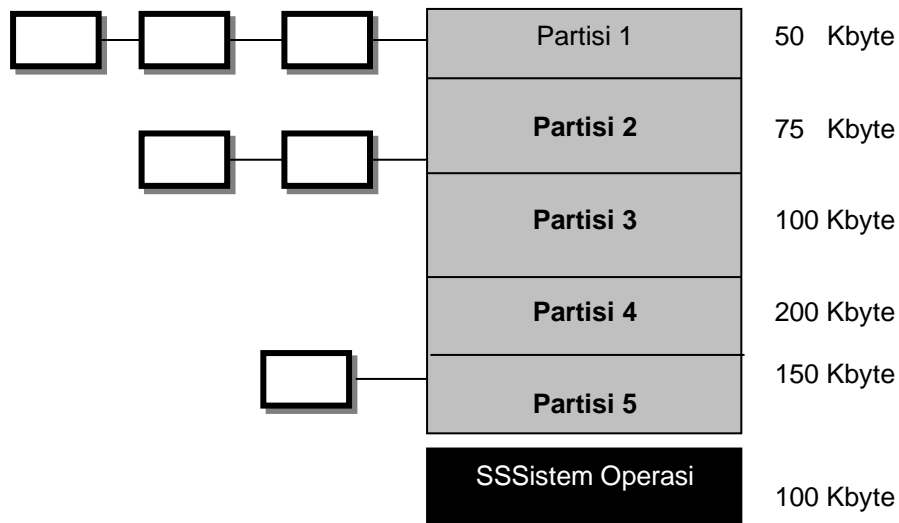 Partisi 1 50 Kbyte
Partisi 2 75 Kbyte
Partisi 3 100 Kbyte
Partisi 4 200 Kbyte
150 Kbyte
Partisi 5
SSSistem Operasi
100 Kbyte